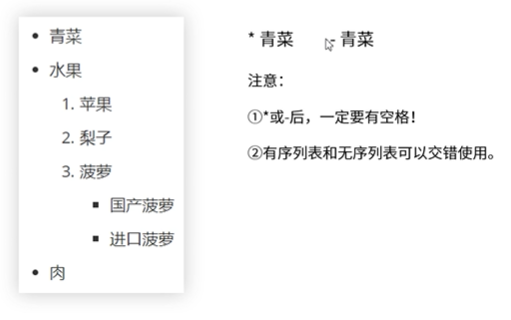 • 青菜
• 水果
1. 苹果
2. 梨子
3. 菠萝
▪ 国产菠萝
▪ 进口菠萝
• 肉
* 青菜 - 青菜
注意：
①*或-后，一定要有空格！
②有序列表和无序列表可以交错使用。